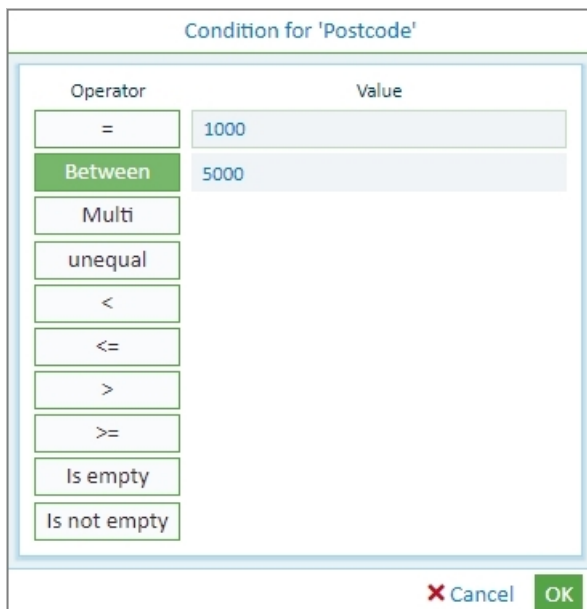 Condition for 'Postcode'
Operator Value
= 1000
Between 5000
Multi
unequal
<
<=
>
>=
Is empty
Is not empty
Cancel OK